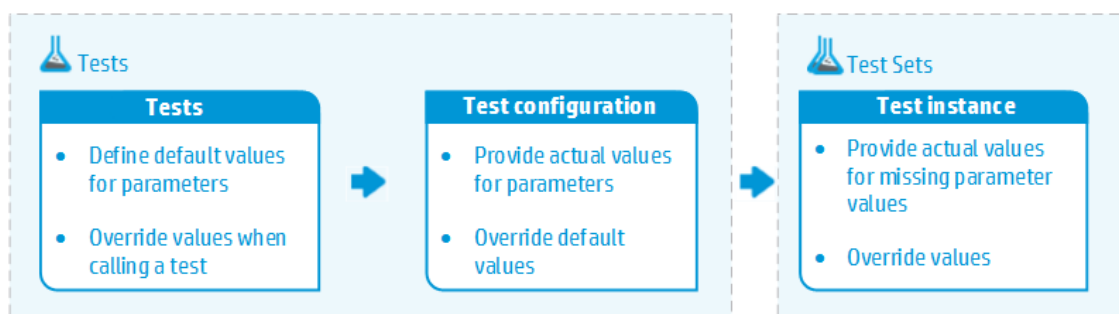 Tests
Tests
• Define default values
for parameters
• Override values when
calling a test
Test configuration
• Provide actual values
for parameters
• Override default
values
Test Sets
Test instance
• Provide actual values
for missing parameter
values
• Override values